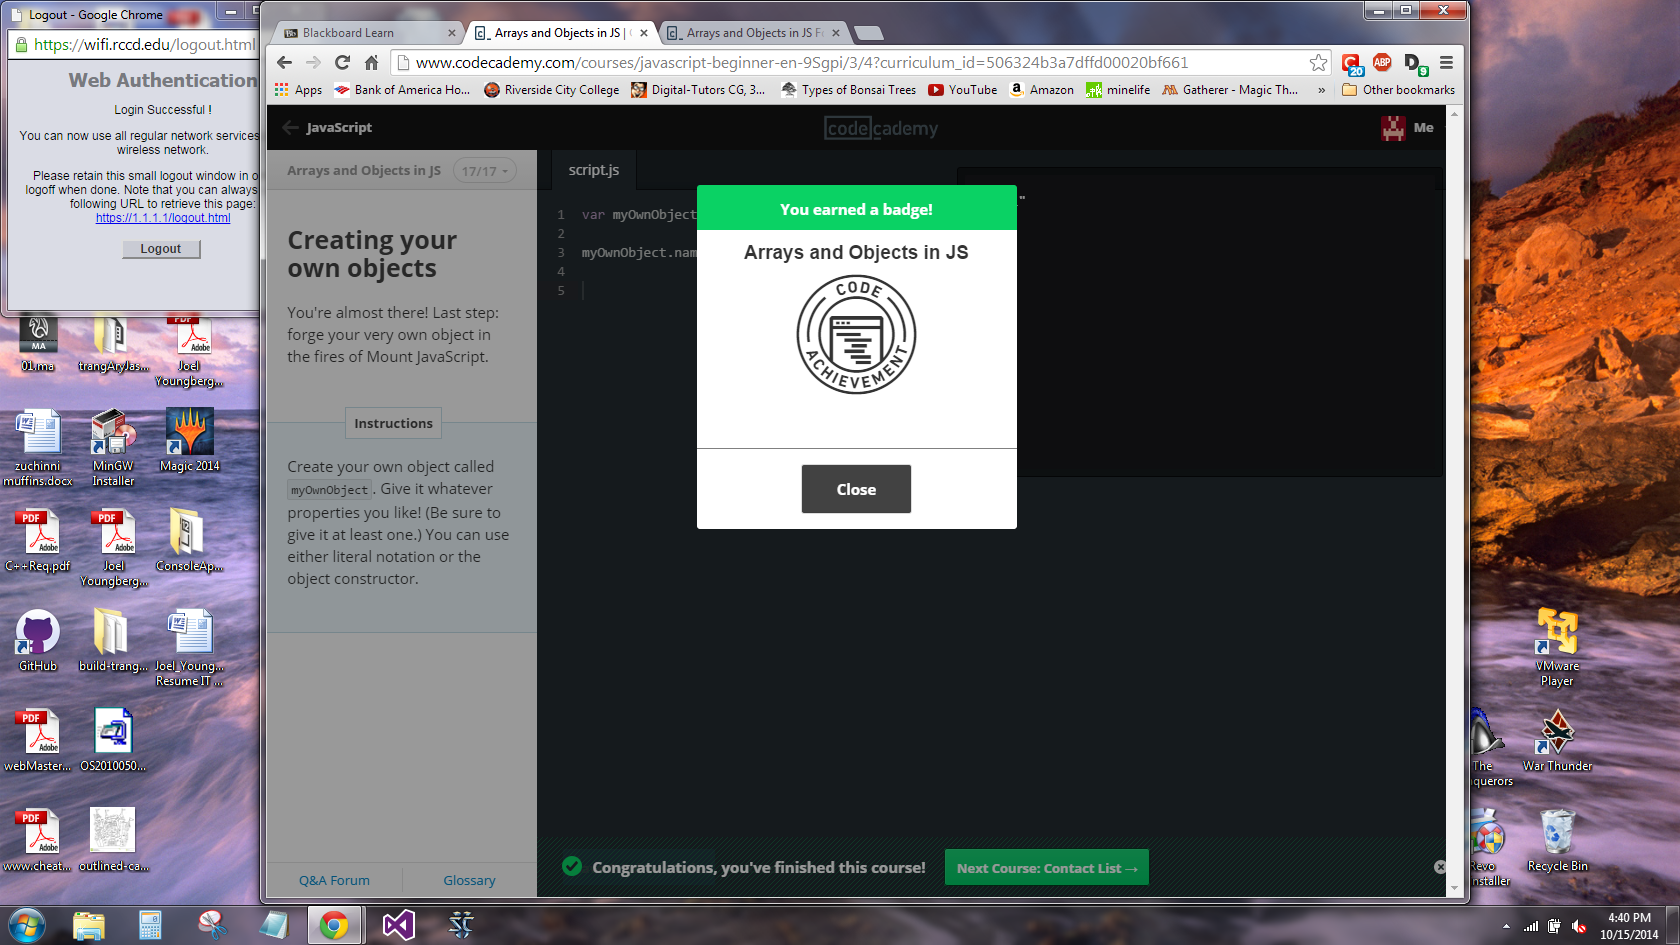 Logout - Google Chrome
https://wifi.rccd.edu/logout.html
Web Authentication
Login Successful !
You can now use all regular network services
wireless network.
Please retain this small logout window in o
logoff when done. Note that you can always
following URL to retrieve this page:
https://1.1.1.1/logout.html
Logout
Blackboard Learn
Arrays and Objects in JS |
Arrays and Objects in JS F
www.codecademy.com/courses/javascript-beginner-en-9Sgpi/3/4?curriculum_id=506324b3a7dffd00020bf661
20
ABP
9
Apps
Bank of America Ho...
Riverside City College
Digital-Tutors CG, 3...
Types of Bonsai Trees
YouTube
Amazon
minelife
Gatherer - Magic Th...
»
Other bookmarks
JavaScript
codecademy
Me
Arrays and Objects in JS
17/17
script.js
Creating your
own objects
You're almost there! Last step:
forge your very own object in
the fires of Mount JavaScript.
Instructions
Create your own object called
myOwnObject. Give it whatever
properties you like! (Be sure to
give it at least one.) You can use
either literal notation or the
object constructor.
Q&A Forum
Glossary
1 var myOwnObject
2
3 myOwnObject.nam
4
5
You earned a badge!
Arrays and Objects in JS
CODE
ACHIEVEMENT
Close
Congratulations, you've finished this course!
Next Course: Contact List →
MA
01.ma
trangAryJas...
Joel
Youngberg...
zuchinni
muffins.docx
MinGW
Installer
Magic 2014
C++Req.pdf
Joel
Youngberg...
ConsoleAp...
GitHub
build-trang...
Joel_Young...
Resume IT ...
webMaster...
OS2010050...
www.cheat...
outlined-ca...
VMware
Player
The
nquerors
War Thunder
Revo
nstaller
Recycle Bin
4:40 PM
10/15/2014